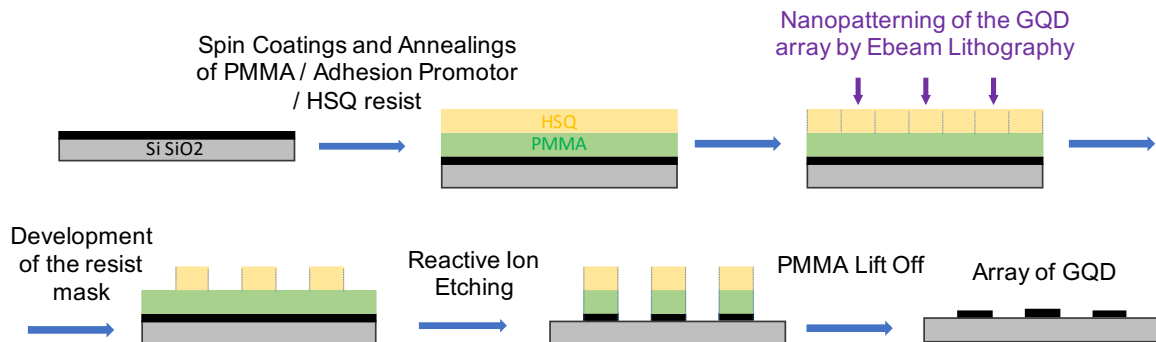 Spin Coatings and Annealings
of PMMA / Adhesion Promotor
/ HSQ resist
Nanopatterning of the GQD
array by Ebeam Lithography
Si SiO2
HSQ
PMMA
Development
of the resist
mask
Reactive Ion
Etching
PMMA Lift Off
Array of GQD